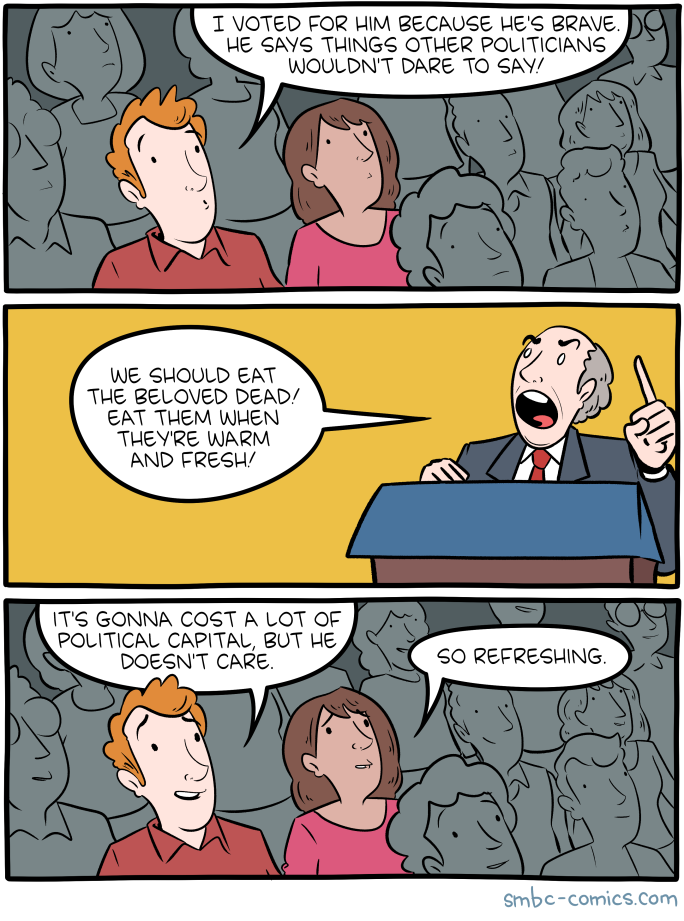 I VOTED FOR HIM BECAUSE HE'S BRAVE.
HE SAYS THINGS OTHER POLITICIANS
WOULDN'T DARE TO SAY!
WE SHOULD EAT
THE BELOVED DEAD!
EAT THEM WHEN
THEY'RE WARM
AND FRESH!
IT'S GONNA COST A LOT OF
POLITICAL CAPITAL, BUT HE
DOESN'T CARE.
SO REFRESHING.
smbc-comics.com